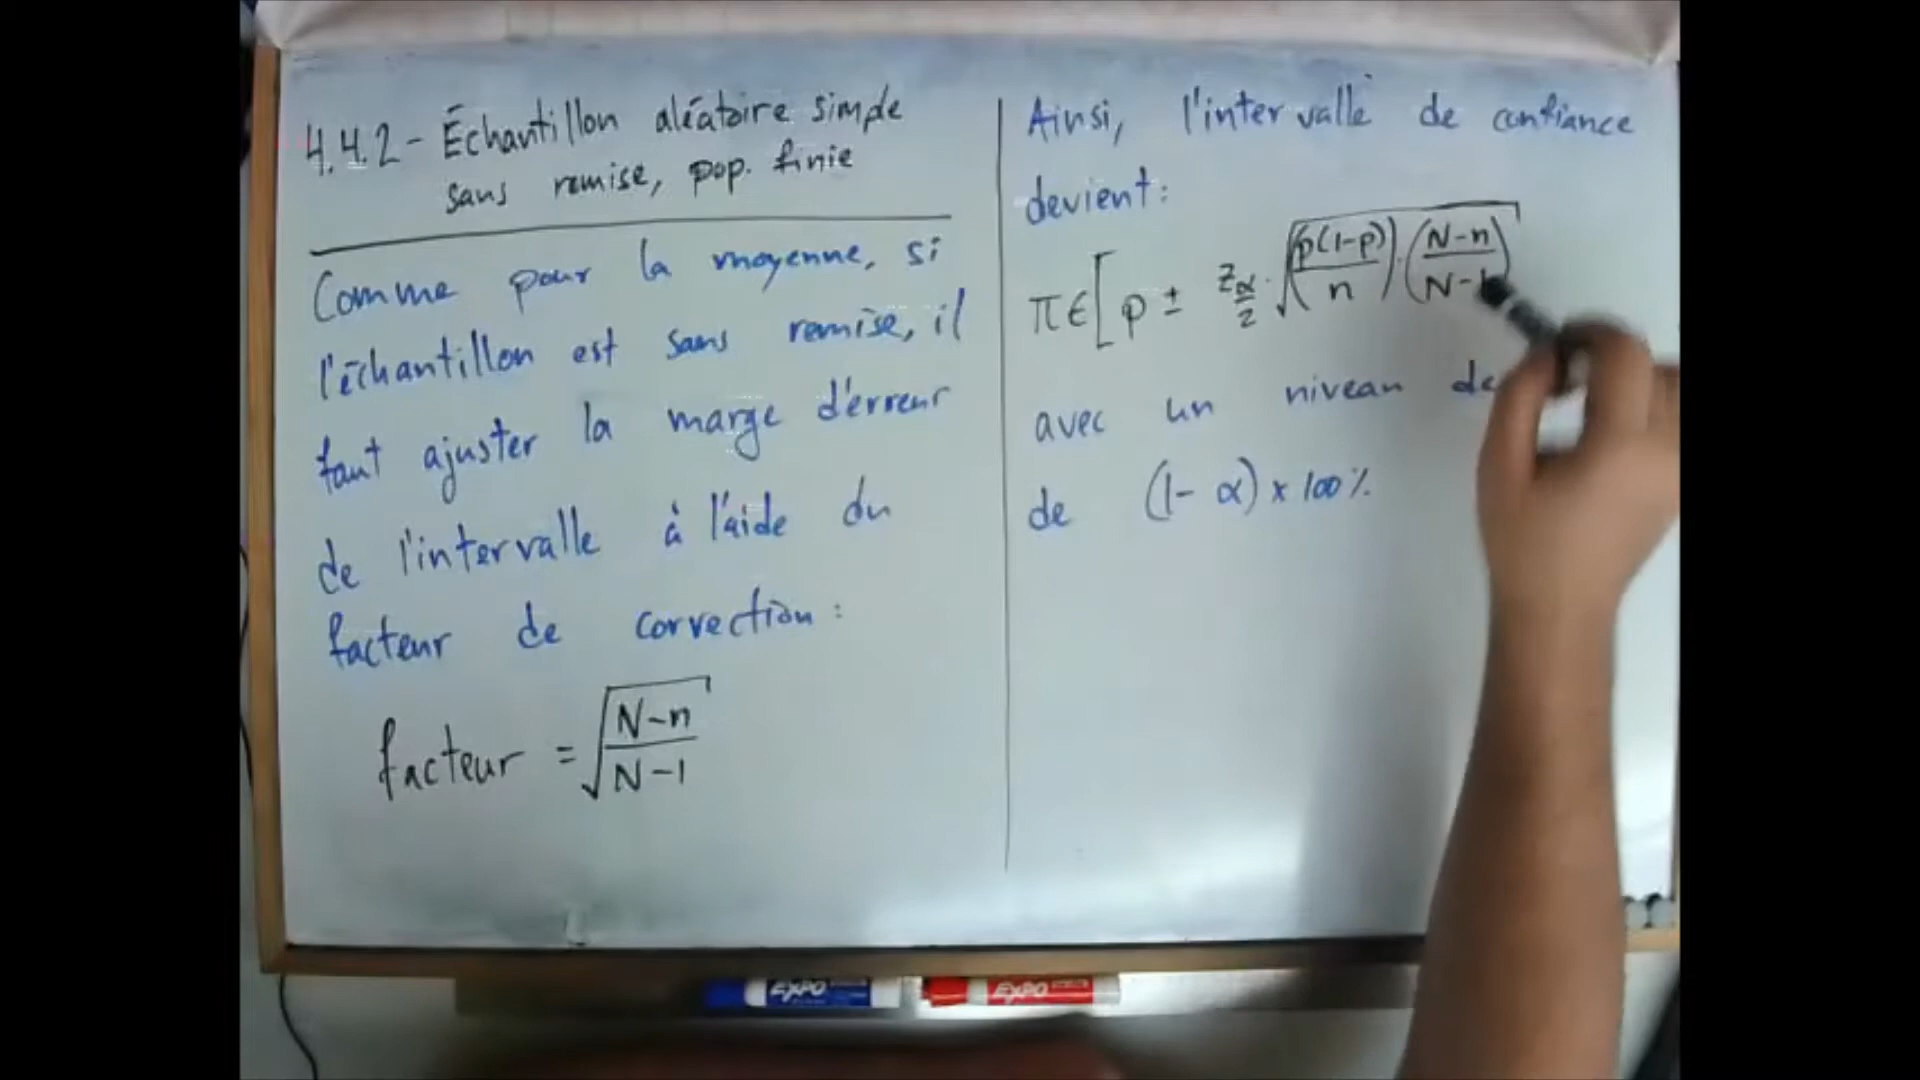 4.4.2- Échantillon aléatoire simple
sans remise, pop. finie
Comme pour la moyenne, si
l'échantillon est sans remise, il
faut ajuster la marge d'erreur
de l'intervalle à l'aide du
facteur de correction:
facteur = √((N-n)/(N-1))
Ainsi, l'intervalle de confiance
devient:
π∈[p ± z_{α/2}·√((p(1-p)/n)·((N-n)/(N-1)))
avec un niveau de
de (1-α)×100%
EXPO
EXPO